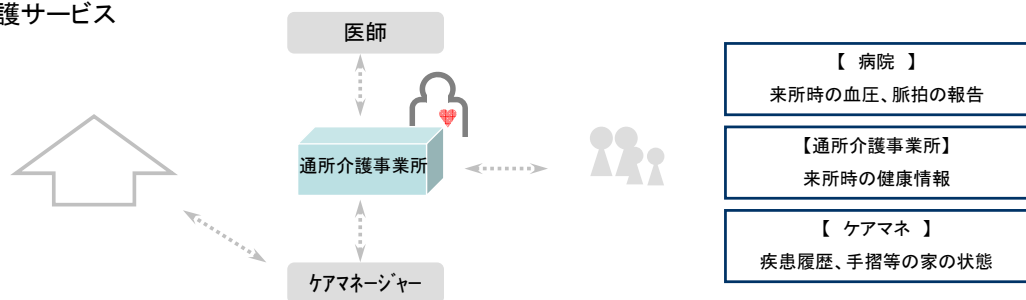 護サービス
医師
通所介護事業所
ケアマネージャー
【 病院 】
来所時の血圧、脈拍の報告
【通所介護事業所】
来所時の健康情報
【 ケアマネ 】
疾患履歴、手摺等の家の状態